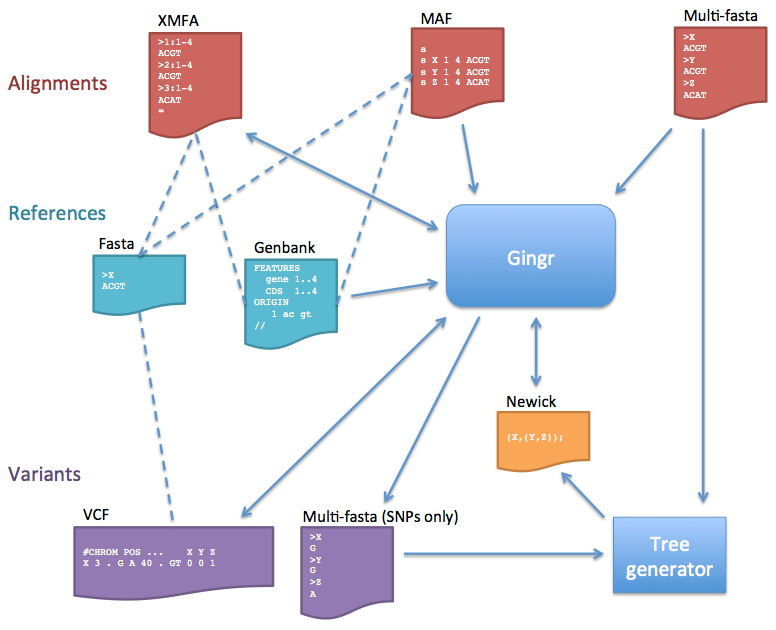 XMFA
>1:1-4
ACGT
>2:1-4
ACGT
>3:1-4
ACAT
=
MAF
a
s X 1 4 ACGT
s Y 1 4 ACGT
s Z 1 4 ACAT
Multi-fasta
>X
ACGT
>Y
ACGT
>Z
ACAT
Alignments
References
Fasta
>X
ACGT
Genbank
FEATURES
gene 1..4
CDS 1..4
ORIGIN
1 ac gt
//
Gingr
Newick
(X,(Y,Z));
Variants
VCF
#CHROM POS ... X Y Z
X 3 . G A 40 . GT 0 0 1
Multi-fasta (SNPs only)
>X
G
>Y
G
>Z
A
Tree
generator